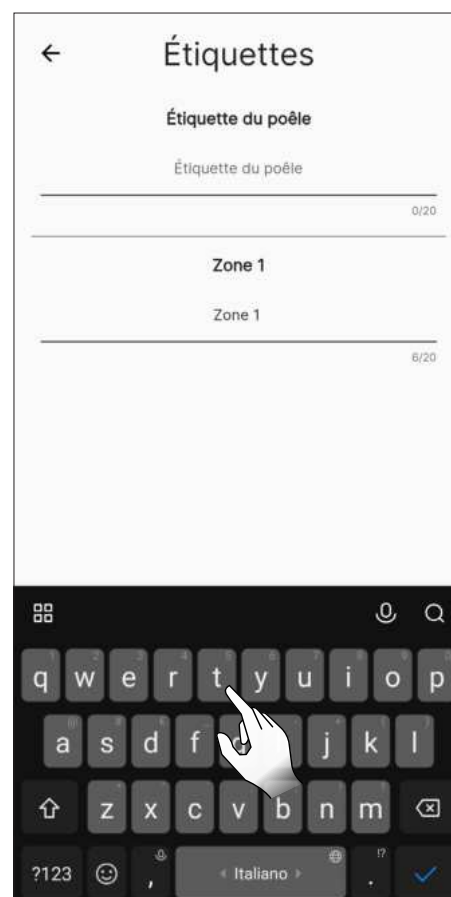 Étiquettes
Étiquette du poêle
Étiquette du poêle
0/20
Zone 1
Zone 1
6/20
q w e r t y u i o p
a s d f j k l
z x c v b n m
?123 , Italiano !? .